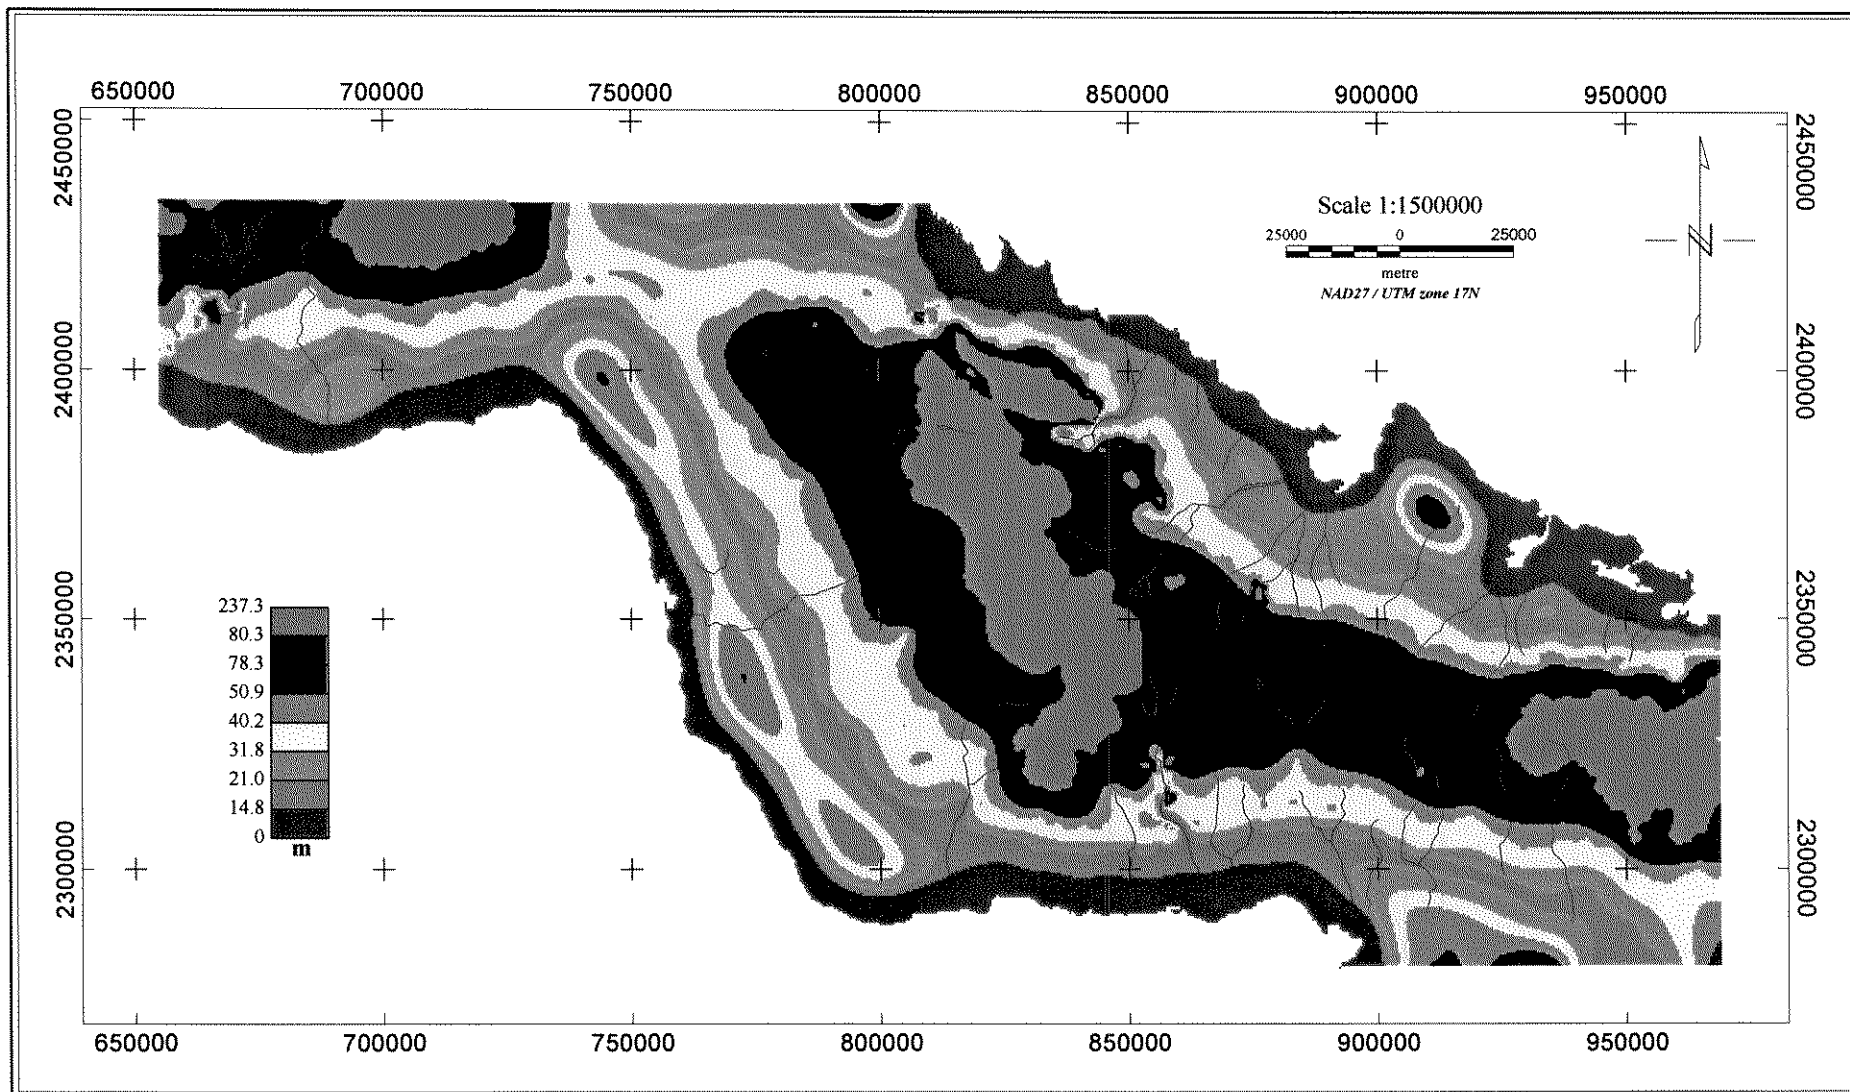 650000 700000 750000 800000 850000 900000 950000
2450000 2450000
Scale 1:1500000
25000 0 25000
metre
NAD27 / UTM zone 17N
N
2400000 2400000
2350000 2350000
237.3
80.3
78.3
50.9
40.2
31.8
21.0
14.8
0
m
2300000 2300000
650000 700000 750000 800000 850000 900000 950000